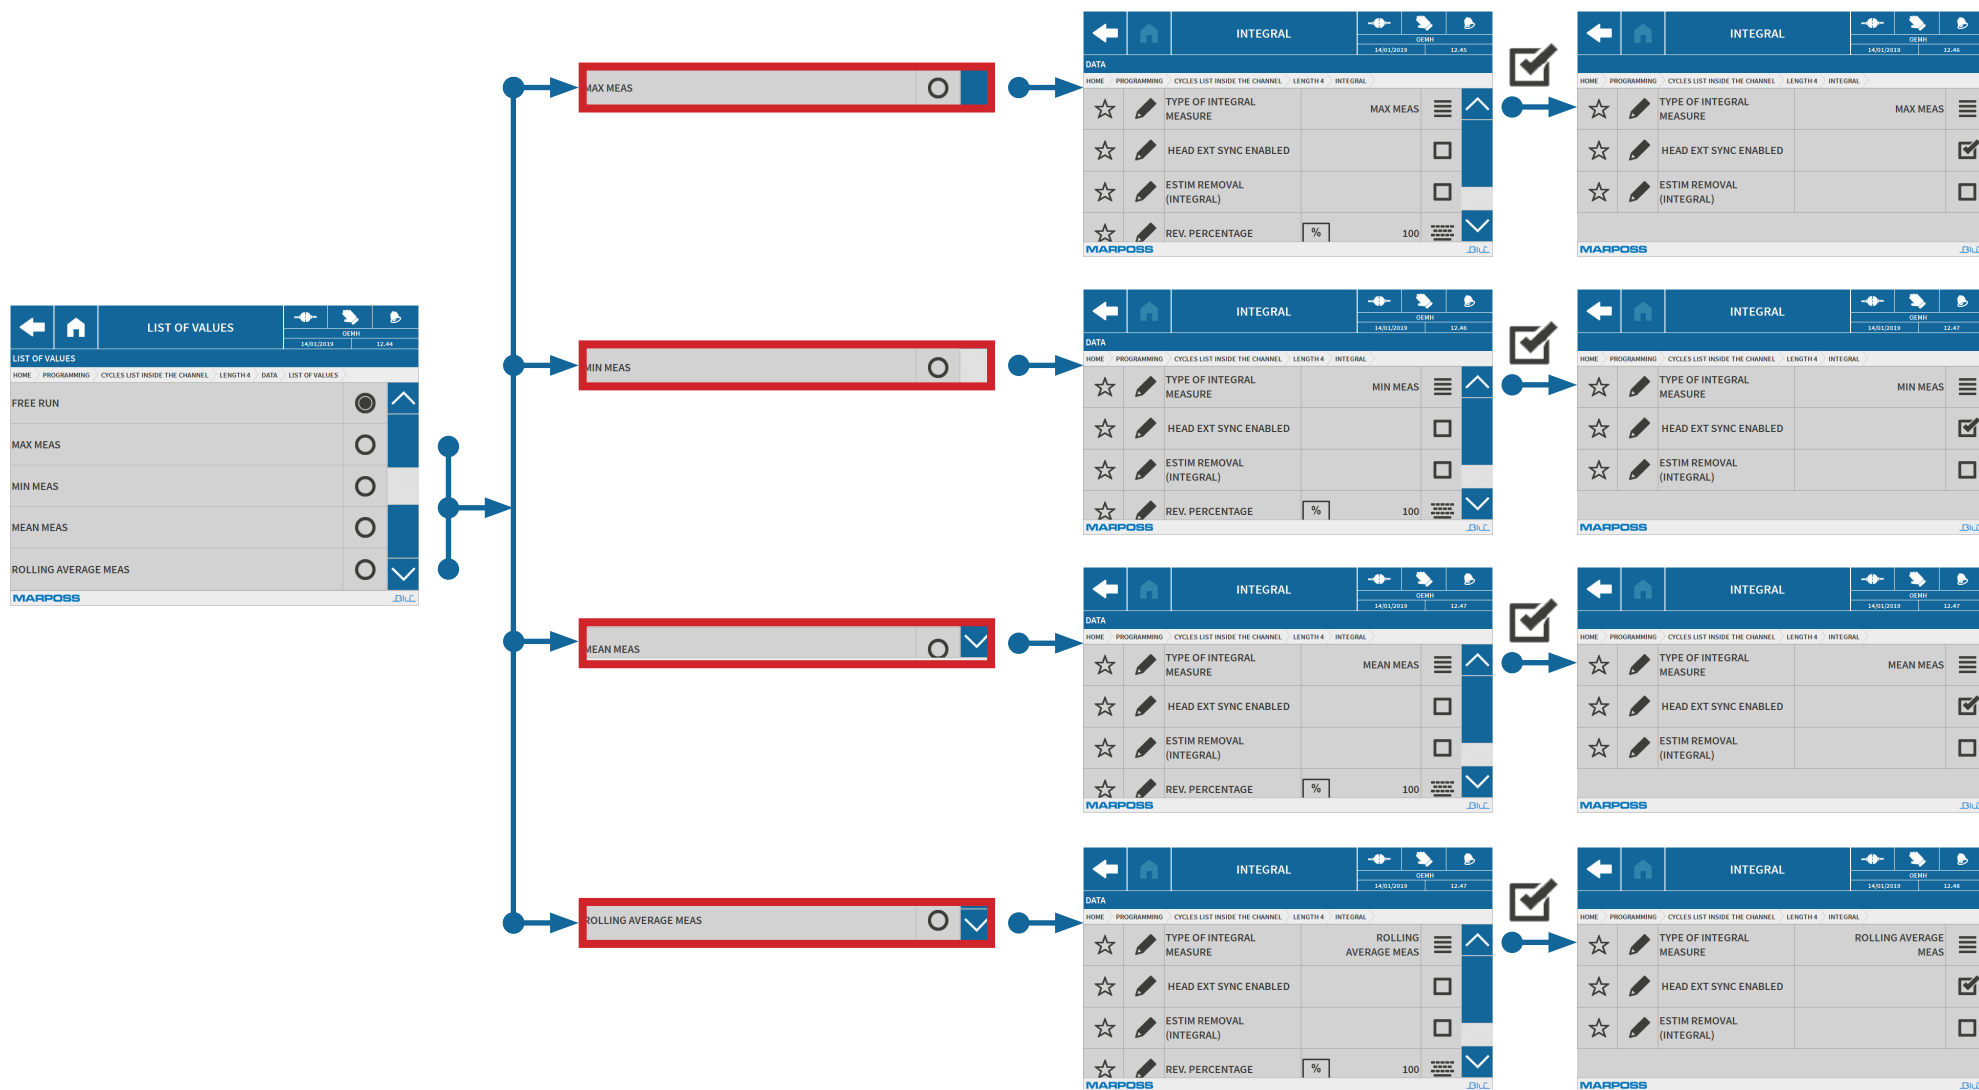 LIST OF VALUES
OEMH
14/01/2019 12.44
LIST OF VALUES
HOME PROGRAMMING CYCLES LIST INSIDE THE CHANNEL LENGTH 4 DATA LIST OF VALUES
FREE RUN
MAX MEAS
MIN MEAS
MEAN MEAS
ROLLING AVERAGE MEAS
MARPOSS
MAX MEAS
INTEGRAL
OEMH
14/01/2019 12.45
DATA
HOME PROGRAMMING CYCLES LIST INSIDE THE CHANNEL LENGTH 4 INTEGRAL
TYPE OF INTEGRAL
MEASURE
MAX MEAS
HEAD EXT SYNC ENABLED
ESTIM REMOVAL
(INTEGRAL)
REV. PERCENTAGE % 100
MARPOSS
INTEGRAL
OEMH
14/01/2019 12.46
HOME PROGRAMMING CYCLES LIST INSIDE THE CHANNEL LENGTH 4 INTEGRAL
TYPE OF INTEGRAL
MEASURE
MAX MEAS
HEAD EXT SYNC ENABLED
ESTIM REMOVAL
(INTEGRAL)
MARPOSS
MIN MEAS
INTEGRAL
OEMH
14/01/2019 12.46
DATA
HOME PROGRAMMING CYCLES LIST INSIDE THE CHANNEL LENGTH 4 INTEGRAL
TYPE OF INTEGRAL
MEASURE
MIN MEAS
HEAD EXT SYNC ENABLED
ESTIM REMOVAL
(INTEGRAL)
REV. PERCENTAGE % 100
MARPOSS
INTEGRAL
OEMH
14/01/2019 12.47
HOME PROGRAMMING CYCLES LIST INSIDE THE CHANNEL LENGTH 4 INTEGRAL
TYPE OF INTEGRAL
MEASURE
MIN MEAS
HEAD EXT SYNC ENABLED
ESTIM REMOVAL
(INTEGRAL)
MARPOSS
MEAN MEAS
INTEGRAL
OEMH
14/01/2019 12.47
DATA
HOME PROGRAMMING CYCLES LIST INSIDE THE CHANNEL LENGTH 4 INTEGRAL
TYPE OF INTEGRAL
MEASURE
MEAN MEAS
HEAD EXT SYNC ENABLED
ESTIM REMOVAL
(INTEGRAL)
REV. PERCENTAGE % 100
MARPOSS
INTEGRAL
OEMH
14/01/2019 12.47
HOME PROGRAMMING CYCLES LIST INSIDE THE CHANNEL LENGTH 4 INTEGRAL
TYPE OF INTEGRAL
MEASURE
MEAN MEAS
HEAD EXT SYNC ENABLED
ESTIM REMOVAL
(INTEGRAL)
MARPOSS
ROLLING AVERAGE MEAS
INTEGRAL
OEMH
14/01/2019 12.47
DATA
HOME PROGRAMMING CYCLES LIST INSIDE THE CHANNEL LENGTH 4 INTEGRAL
TYPE OF INTEGRAL
MEASURE
ROLLING
AVERAGE MEAS
HEAD EXT SYNC ENABLED
ESTIM REMOVAL
(INTEGRAL)
REV. PERCENTAGE % 100
MARPOSS
INTEGRAL
OEMH
14/01/2019 12.48
HOME PROGRAMMING CYCLES LIST INSIDE THE CHANNEL LENGTH 4 INTEGRAL
TYPE OF INTEGRAL
MEASURE
ROLLING AVERAGE
MEAS
HEAD EXT SYNC ENABLED
ESTIM REMOVAL
(INTEGRAL)
MARPOSS